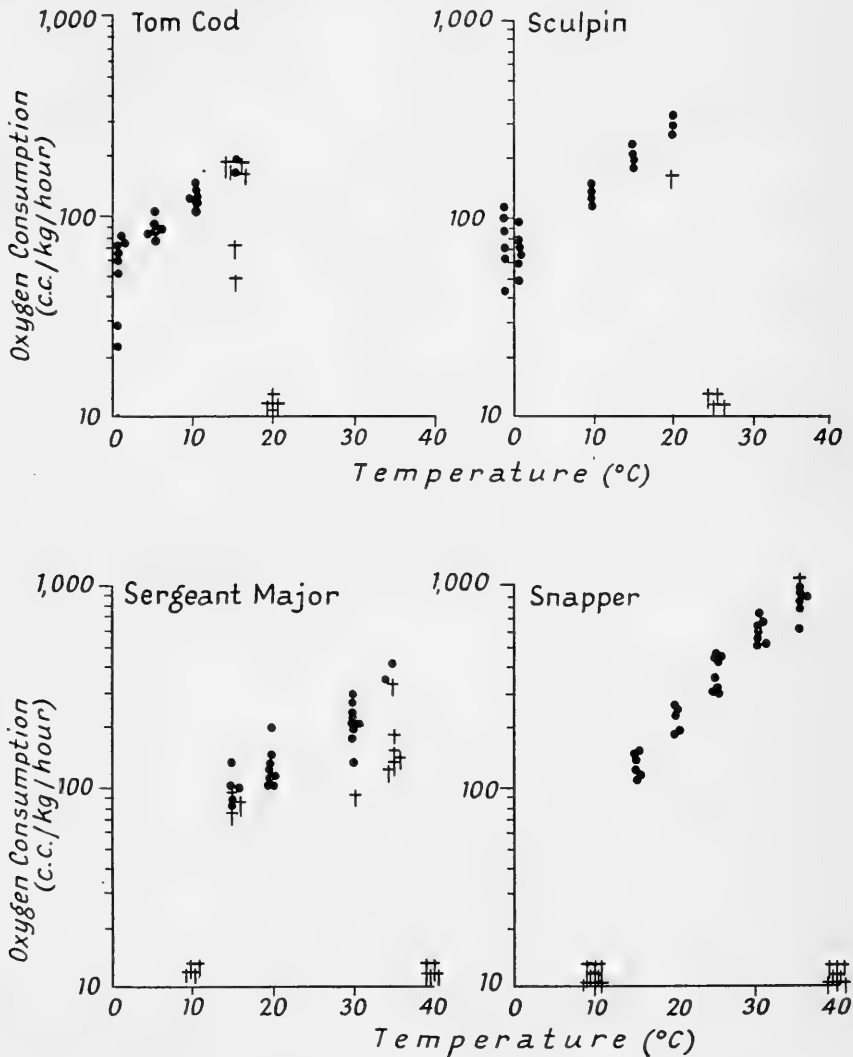 Tom Cod
Sculpin
Oxygen Consumption
(c.c./kg/hour)
1,000
100
10
0 10 20 30 40
1,000
100
10
0 10 20 30 40
Temperature (°C)
Sergeant Major
Snapper
Oxygen Consumption
(c.c./kg/hour)
1,000
100
10
0 10 20 30 40
1,000
100
10
0 10 20 30 40
Temperature (°C)